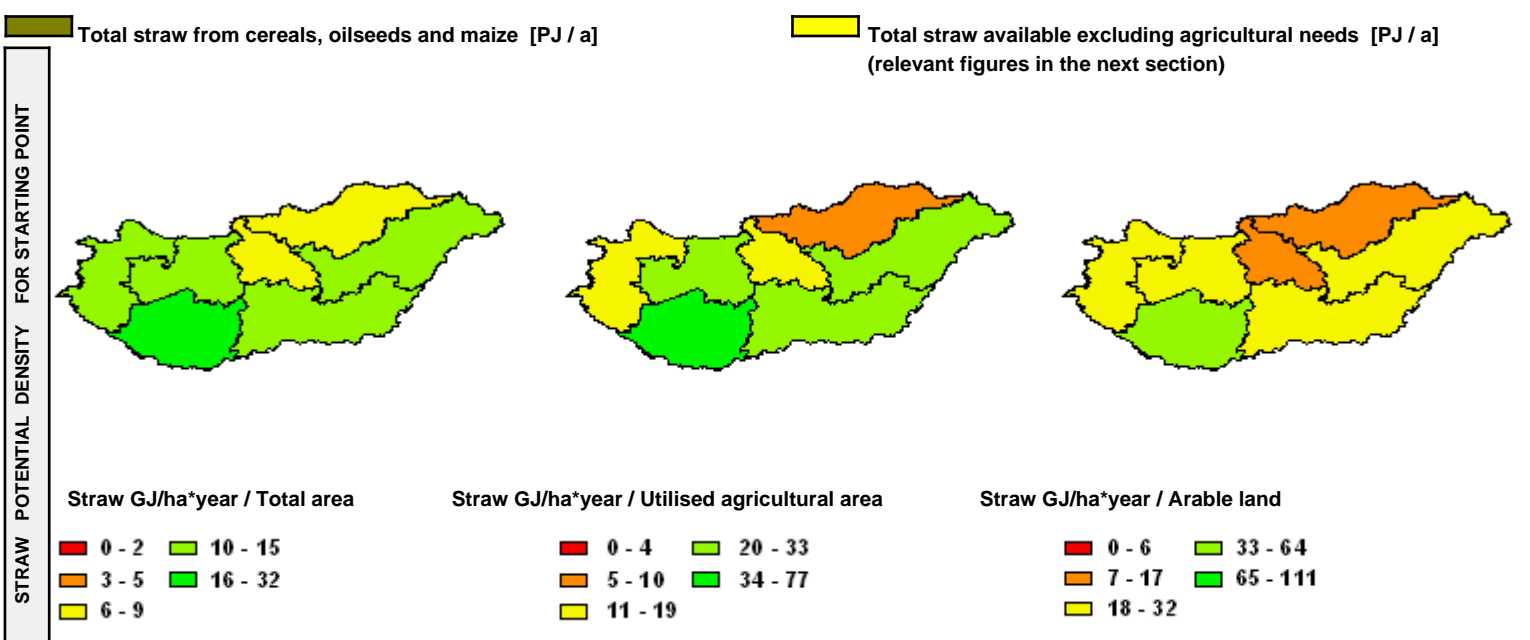 Total straw from cereals, oilseeds and maize [PJ / a]
Total straw available excluding agricultural needs [PJ / a]
(relevant figures in the next section)
STRAW POTENTIAL DENSITY FOR STARTING POINT
Straw GJ/ha*year / Total area
0 - 2
10 - 15
3 - 5
16 - 32
6 - 9
Straw GJ/ha*year / Utilised agricultural area
0 - 4
20 - 33
5 - 10
34 - 77
11 - 19
Straw GJ/ha*year / Arable land
0 - 6
33 - 64
7 - 17
65 - 111
18 - 32